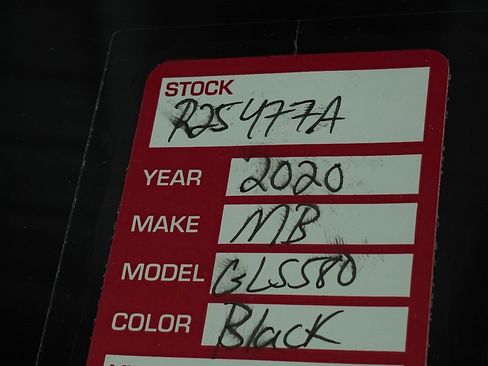 STOCK
R25477A
YEAR 2020
MAKE MB
MODEL GLS580
COLOR Black